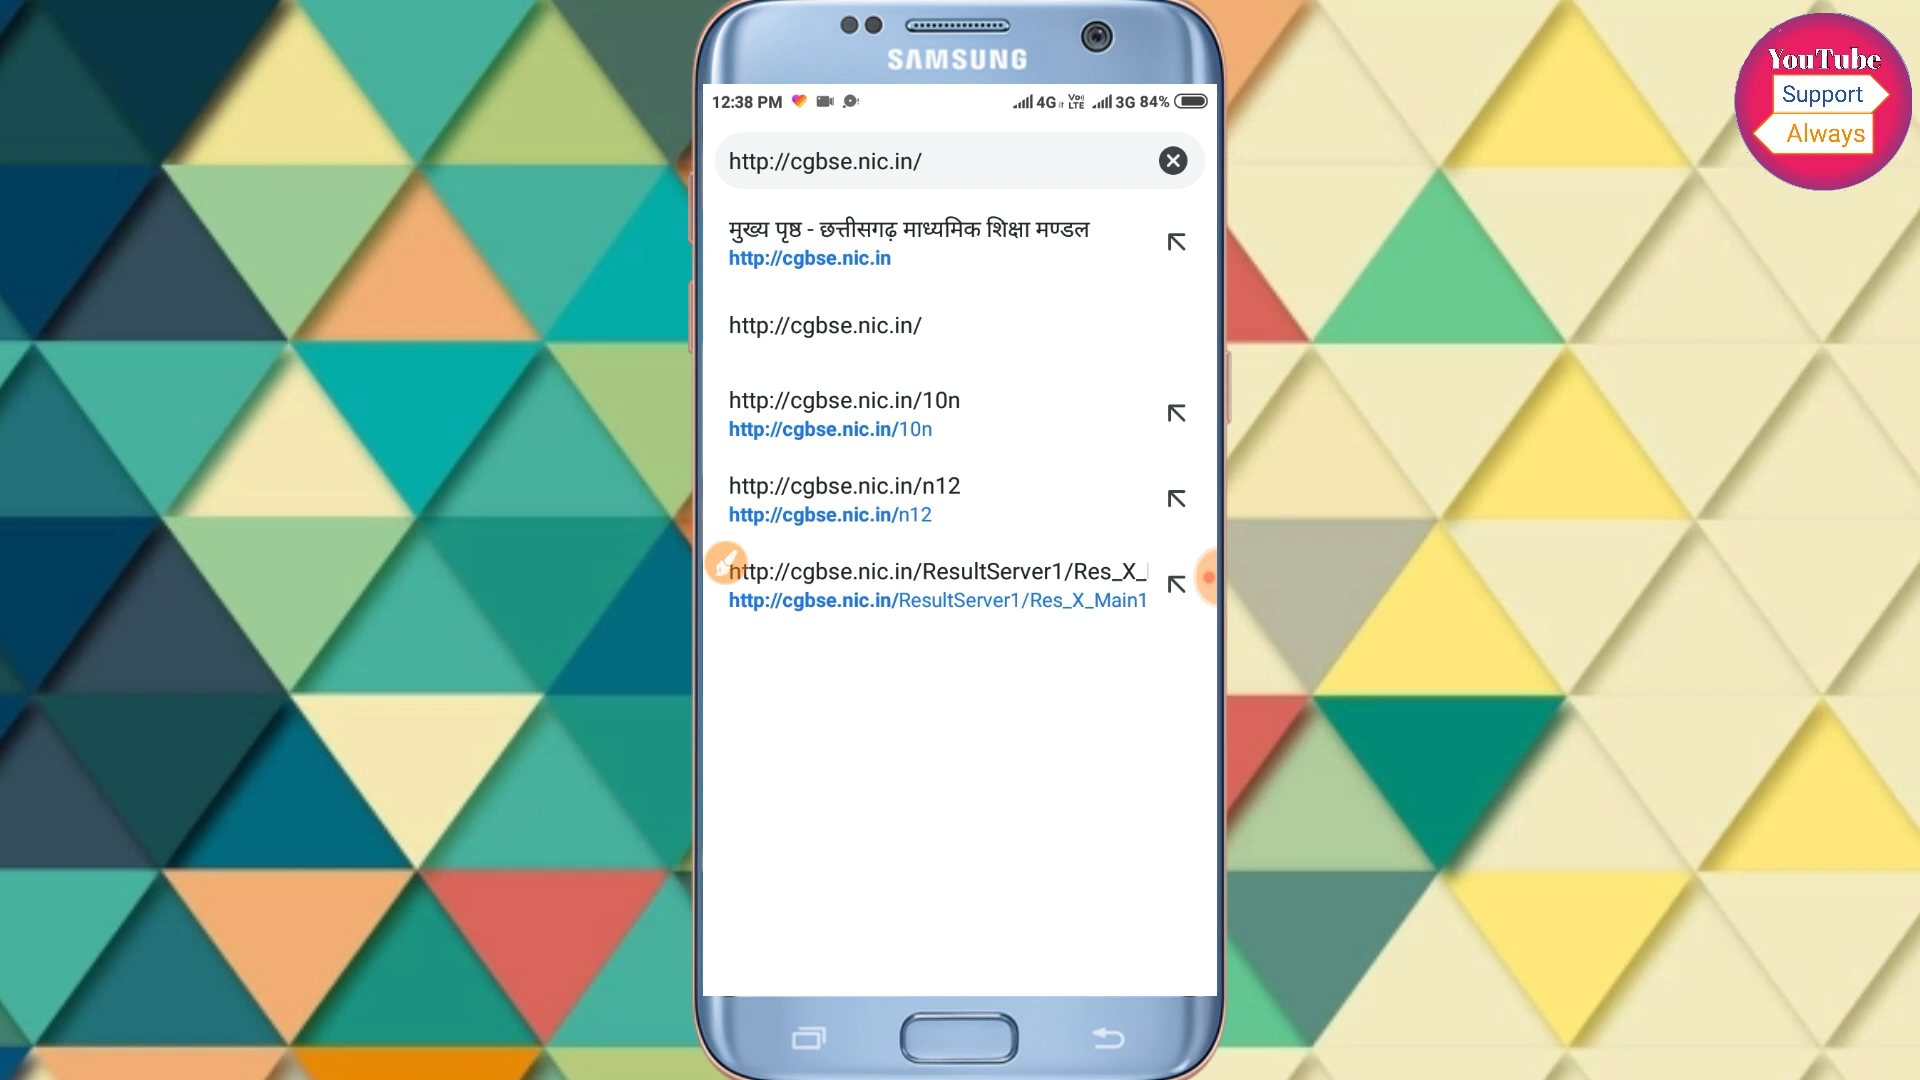 YouTube
Support
Always
SAMSUNG
12:38 PM 4G VoLTE 3G 84%
http://cgbse.nic.in/
मुख्य पृष्ठ - छत्तीसगढ़ माध्यमिक शिक्षा मण्डल
http://cgbse.nic.in
http://cgbse.nic.in/
http://cgbse.nic.in/10n
http://cgbse.nic.in/10n
http://cgbse.nic.in/n12
http://cgbse.nic.in/n12
http://cgbse.nic.in/ResultServer1/Res_X_
http://cgbse.nic.in/ResultServer1/Res_X_Main1